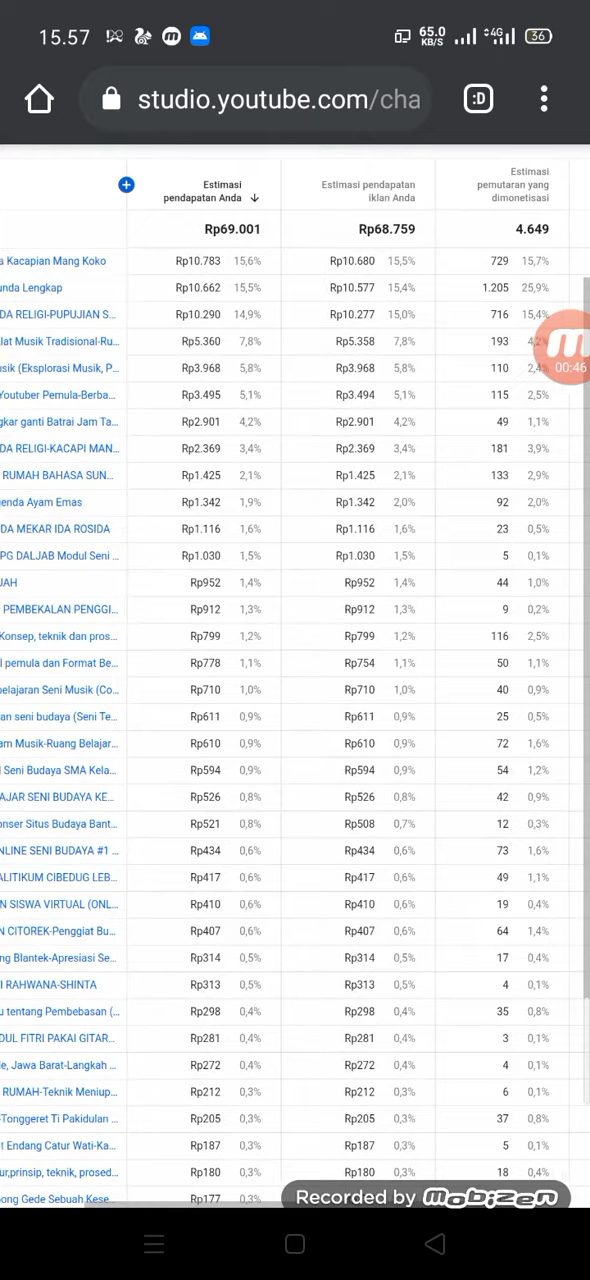 15.57 65.0 KB/S 4G 36
studio.youtube.com/cha :D
Estimasi pendapatan Anda Estimasi pendapatan iklan Anda Estimasi pemutaran yang dimonetisasi
Rp69.001 Rp68.759 4.649
a Kacapian Mang Koko Rp10.783 15,6% Rp10.680 15,5% 729 15,7%
unda Lengkap Rp10.662 15,5% Rp10.577 15,4% 1.205 25,9%
DA RELIGI-PUPUJIAN S... Rp10.290 14,9% Rp10.277 15,0% 716 15,4%
lat Musik Tradisional-Ru... Rp5.360 7,8% Rp5.358 7,8% 193 4,2%
usik (Eksplorasi Musik, P... Rp3.968 5,8% Rp3.968 5,8% 110 2,4%
00:46
Youtuber Pemula-Berba... Rp3.495 5,1% Rp3.494 5,1% 115 2,5%
gkar ganti Batrai Jam Ta... Rp2.901 4,2% Rp2.901 4,2% 49 1,1%
DA RELIGI-KACAPI MAN... Rp2.369 3,4% Rp2.369 3,4% 181 3,9%
RUMAH BAHASA SUN... Rp1.425 2,1% Rp1.425 2,1% 133 2,9%
genda Ayam Emas Rp1.342 1,9% Rp1.342 2,0% 92 2,0%
DA MEKAR IDA ROSIDA Rp1.116 1,6% Rp1.116 1,6% 23 0,5%
PG DALJAB Modul Seni ... Rp1.030 1,5% Rp1.030 1,5% 5 0,1%
JAH Rp952 1,4% Rp952 1,4% 44 1,0%
PEMBEKALAN PENGGI... Rp912 1,3% Rp912 1,3% 9 0,2%
Konsep, teknik dan pros... Rp799 1,2% Rp799 1,2% 116 2,5%
l pemula dan Format Be... Rp778 1,1% Rp754 1,1% 50 1,1%
belajaran Seni Musik (Co... Rp710 1,0% Rp710 1,0% 40 0,9%
an seni budaya (Seni Te... Rp611 0,9% Rp611 0,9% 25 0,5%
am Musik-Ruang Belajar... Rp610 0,9% Rp610 0,9% 72 1,6%
l Seni Budaya SMA Kela... Rp594 0,9% Rp594 0,9% 54 1,2%
AJAR SENI BUDAYA KE... Rp526 0,8% Rp526 0,8% 42 0,9%
onser Situs Budaya Bant... Rp521 0,8% Rp508 0,7% 12 0,3%
NLINE SENI BUDAYA #1 ... Rp434 0,6% Rp434 0,6% 73 1,6%
ALITIKUM CIBEDUG LEB... Rp417 0,6% Rp417 0,6% 49 1,1%
N SISWA VIRTUAL (ONL... Rp410 0,6% Rp410 0,6% 19 0,4%
N CITOREK-Penggiat Bu... Rp407 0,6% Rp407 0,6% 64 1,4%
ng Blantek-Apresiasi Se... Rp314 0,5% Rp314 0,5% 17 0,4%
I RAHWANA-SHINTA Rp313 0,5% Rp313 0,5% 4 0,1%
u tentang Pembebasan (... Rp298 0,4% Rp298 0,4% 35 0,8%
DUL FITRI PAKAI GITAR... Rp281 0,4% Rp281 0,4% 3 0,1%
le, Jawa Barat-Langkah ... Rp272 0,4% Rp272 0,4% 4 0,1%
RUMAH-Teknik Meniup... Rp212 0,3% Rp212 0,3% 6 0,1%
-Tonggeret Ti Pakidulan ... Rp205 0,3% Rp205 0,3% 37 0,8%
t Endang Catur Wati-Ka... Rp187 0,3% Rp187 0,3% 5 0,1%
ur,prinsip, teknik, prosed... Rp180 0,3% Rp180 0,3% 18 0,4%
ong Gede Sebuah Kese... Rp177 0,3%
Recorded by mobizen